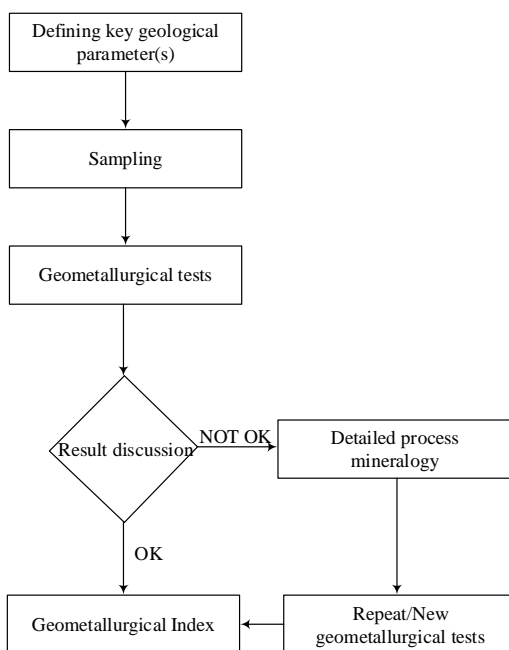 Defining key geological
parameter(s)
Sampling
Geometallurgical tests
Result discussion
NOT OK
Detailed process
mineralogy
OK
Geometallurgical Index
Repeat/New
geometallurgical tests